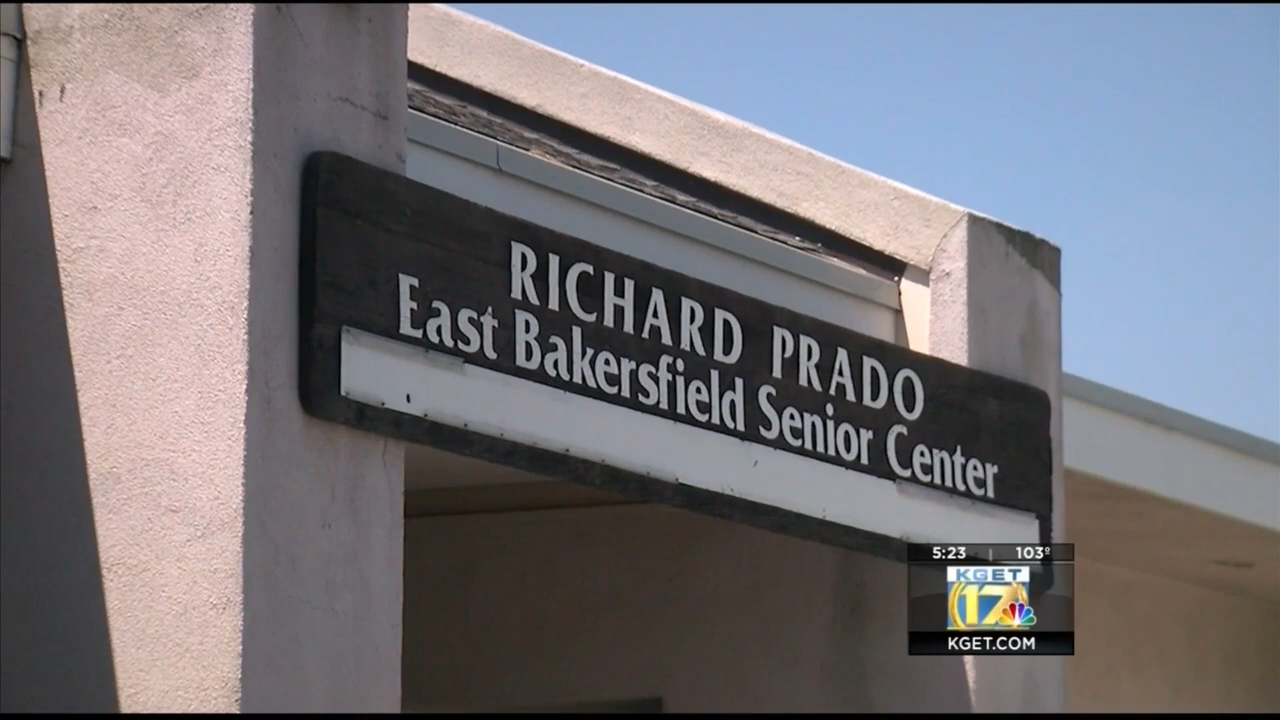 RICHARD PRADO
East Bakersfield Senior Center
5:23 | 103°
KGET
17
KGET.COM